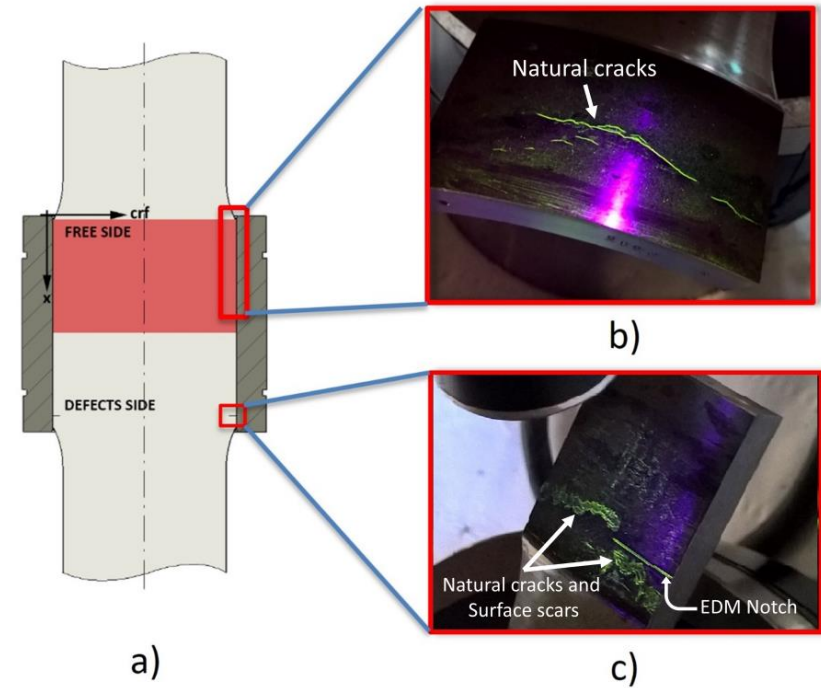 crf
FREE SIDE
x
DEFECTS SIDE
a)
Natural cracks
b)
Natural cracks and
Surface scars
EDM Notch
c)